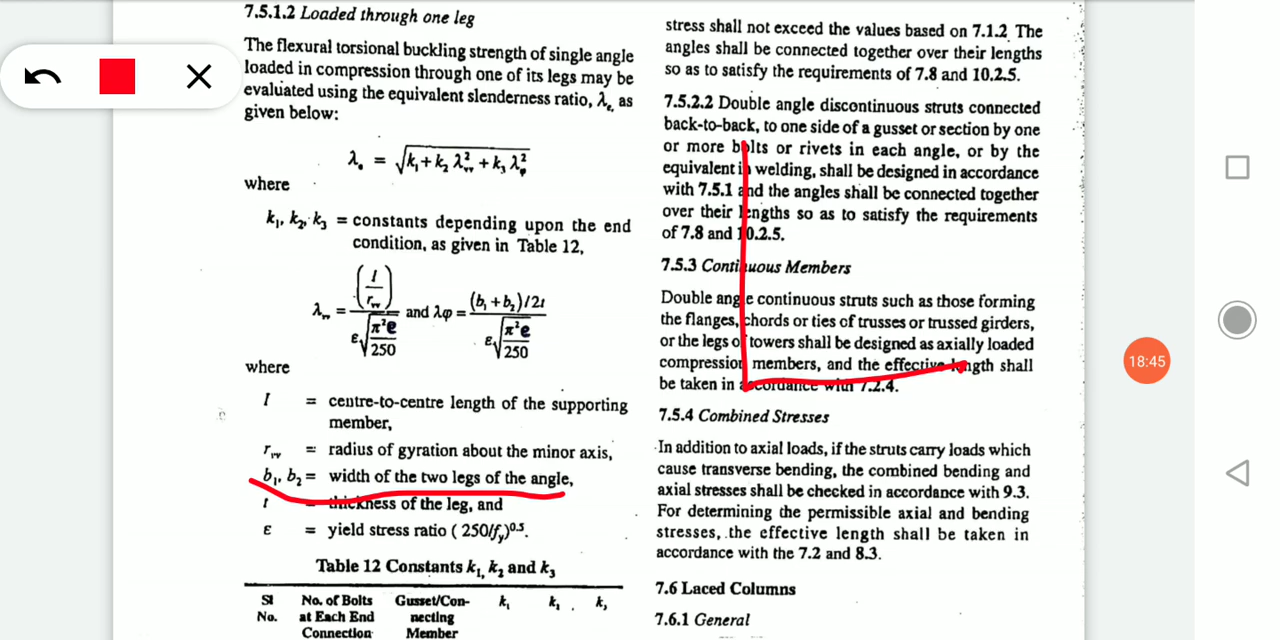 7.5.1.2 Loaded through one leg
The flexural torsional buckling strength of single angle
loaded in compression through one of its legs may be
evaluated using the equivalent slenderness ratio, λₑ, as
given below:
λₑ = √k₁ + k₂ λ²ᵥᵥ + k₃ λ²φ
where
k₁, k₂, k₃ = constants depending upon the end
condition, as given in Table 12,
λᵥᵥ = (l / rᵥᵥ) / ε√(π²e / 250) and λφ = (b₁ + b₂)/2t / ε√(π²e / 250)
where
l = centre-to-centre length of the supporting
member,
rᵥᵥ = radius of gyration about the minor axis,
b₁, b₂ = width of the two legs of the angle,
t = thickness of the leg, and
ε = yield stress ratio ( 250/fᵧ)⁰·⁵.
Table 12 Constants k₁, k₂ and k₃
Sl No. of Bolts Gusset/Con- k₁ k₂ k₃
No. at Each End necting
Connection Member
stress shall not exceed the values based on 7.1.2. The
angles shall be connected together over their lengths
so as to satisfy the requirements of 7.8 and 10.2.5.
7.5.2.2 Double angle discontinuous struts connected
back-to-back, to one side of a gusset or section by one
or more bolts or rivets in each angle, or by the
equivalent in welding, shall be designed in accordance
with 7.5.1 and the angles shall be connected together
over their lengths so as to satisfy the requirements
of 7.8 and 10.2.5.
7.5.3 Continuous Members
Double angle continuous struts such as those forming
the flanges, chords or ties of trusses or trussed girders,
or the legs of towers shall be designed as axially loaded
compression members, and the effective length shall
be taken in accordance with 7.2.4.
7.5.4 Combined Stresses
In addition to axial loads, if the struts carry loads which
cause transverse bending, the combined bending and
axial stresses shall be checked in accordance with 9.3.
For determining the permissible axial and bending
stresses, the effective length shall be taken in
accordance with the 7.2 and 8.3.
7.6 Laced Columns
7.6.1 General
18:45